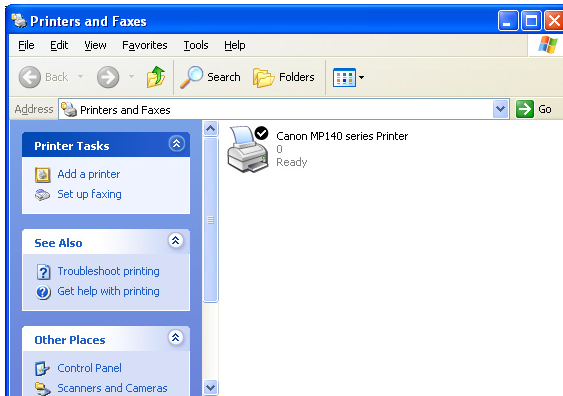 Printers and Faxes
File Edit View Favorites Tools Help
Back Search Folders
Address Printers and Faxes Go
Printer Tasks
Add a printer
Set up faxing
See Also
Troubleshoot printing
Get help with printing
Other Places
Control Panel
Scanners and Cameras
Canon MP140 series Printer
0
Ready